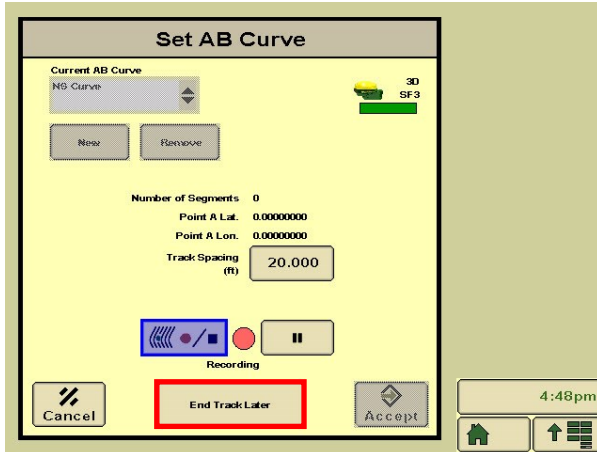 Set AB Curve
Current AB Curve
NS Curve
3D
SF3
New
Remove
Number of Segments 0
Point A Lat. 0.00000000
Point A Lon. 0.00000000
Track Spacing
(ft)
20.000
Recording
Cancel
End Track Later
Accept
4:48pm